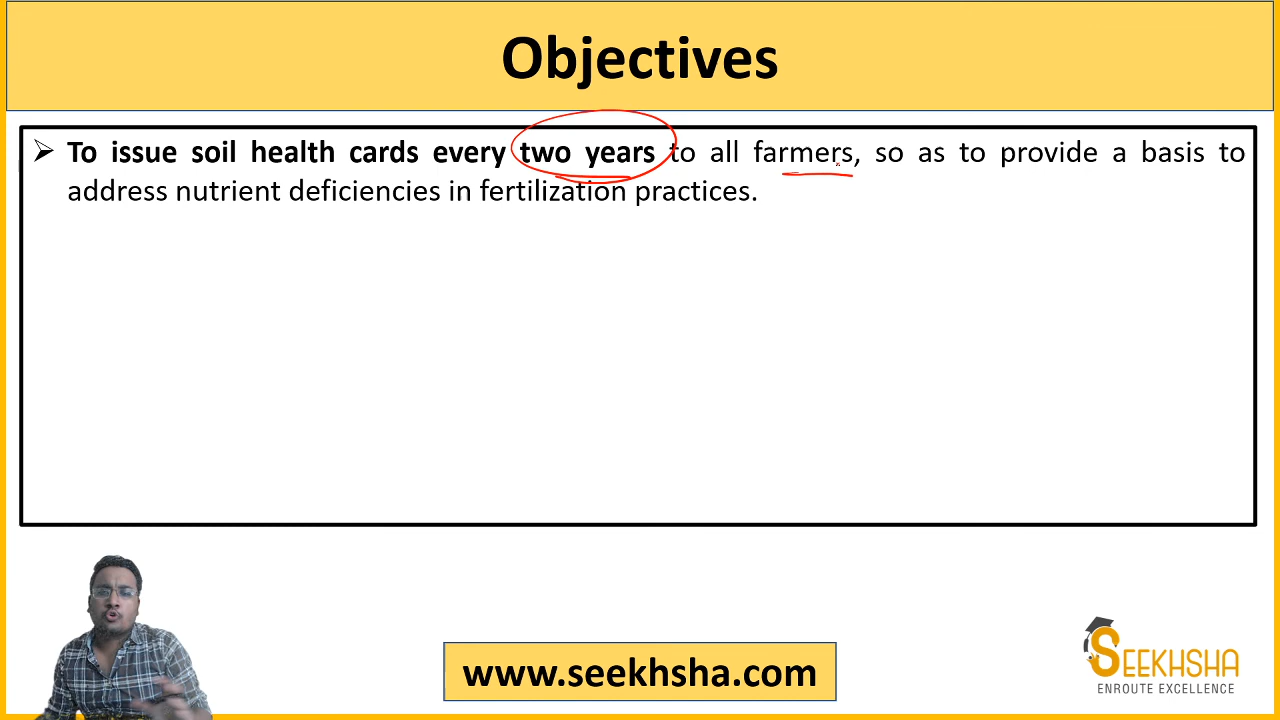 Objectives
To issue soil health cards every two years to all farmers, so as to provide a basis to
address nutrient deficiencies in fertilization practices.
www.seekhsha.com
SEEKHSHA
ENROUTE EXCELLENCE